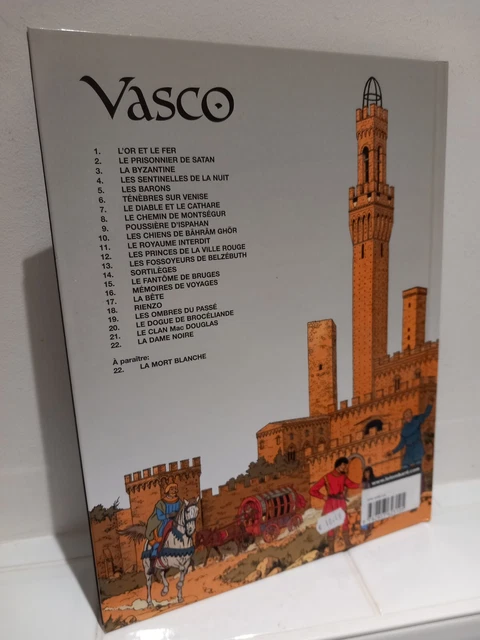 VASCO
1. L'OR ET LE FER
2. LE PRISONNIER DE SATAN
3. LA BYZANTINE
4. LES SENTINELLES DE LA NUIT
5. LES BARONS
6. TÉNÈBRES SUR VENISE
7. LE DIABLE ET LE CATHARE
8. LE CHEMIN DE MONTSÉGUR
9. POUSSIÈRE D'ISPAHAN
10. LES CHIENS DE BÂHRÂM GHÖR
11. LE ROYAUME INTERDIT
12. LES PRINCES DE LA VILLE ROUGE
13. LES FOSSOYEURS DE BELZÉBUTH
14. SORTILÈGES
15. LE FANTÔME DE BRUGES
16. MÉMOIRES DE VOYAGES
17. LA BÊTE
18. RIENZO
19. LES OMBRES DU PASSÉ
20. LE DOGUE DE BROCÉLIANDE
21. LE CLAN Mac DOUGLAS
22. LA DAME NOIRE
À paraître:
22. LA MORT BLANCHE
www.lelombard.com